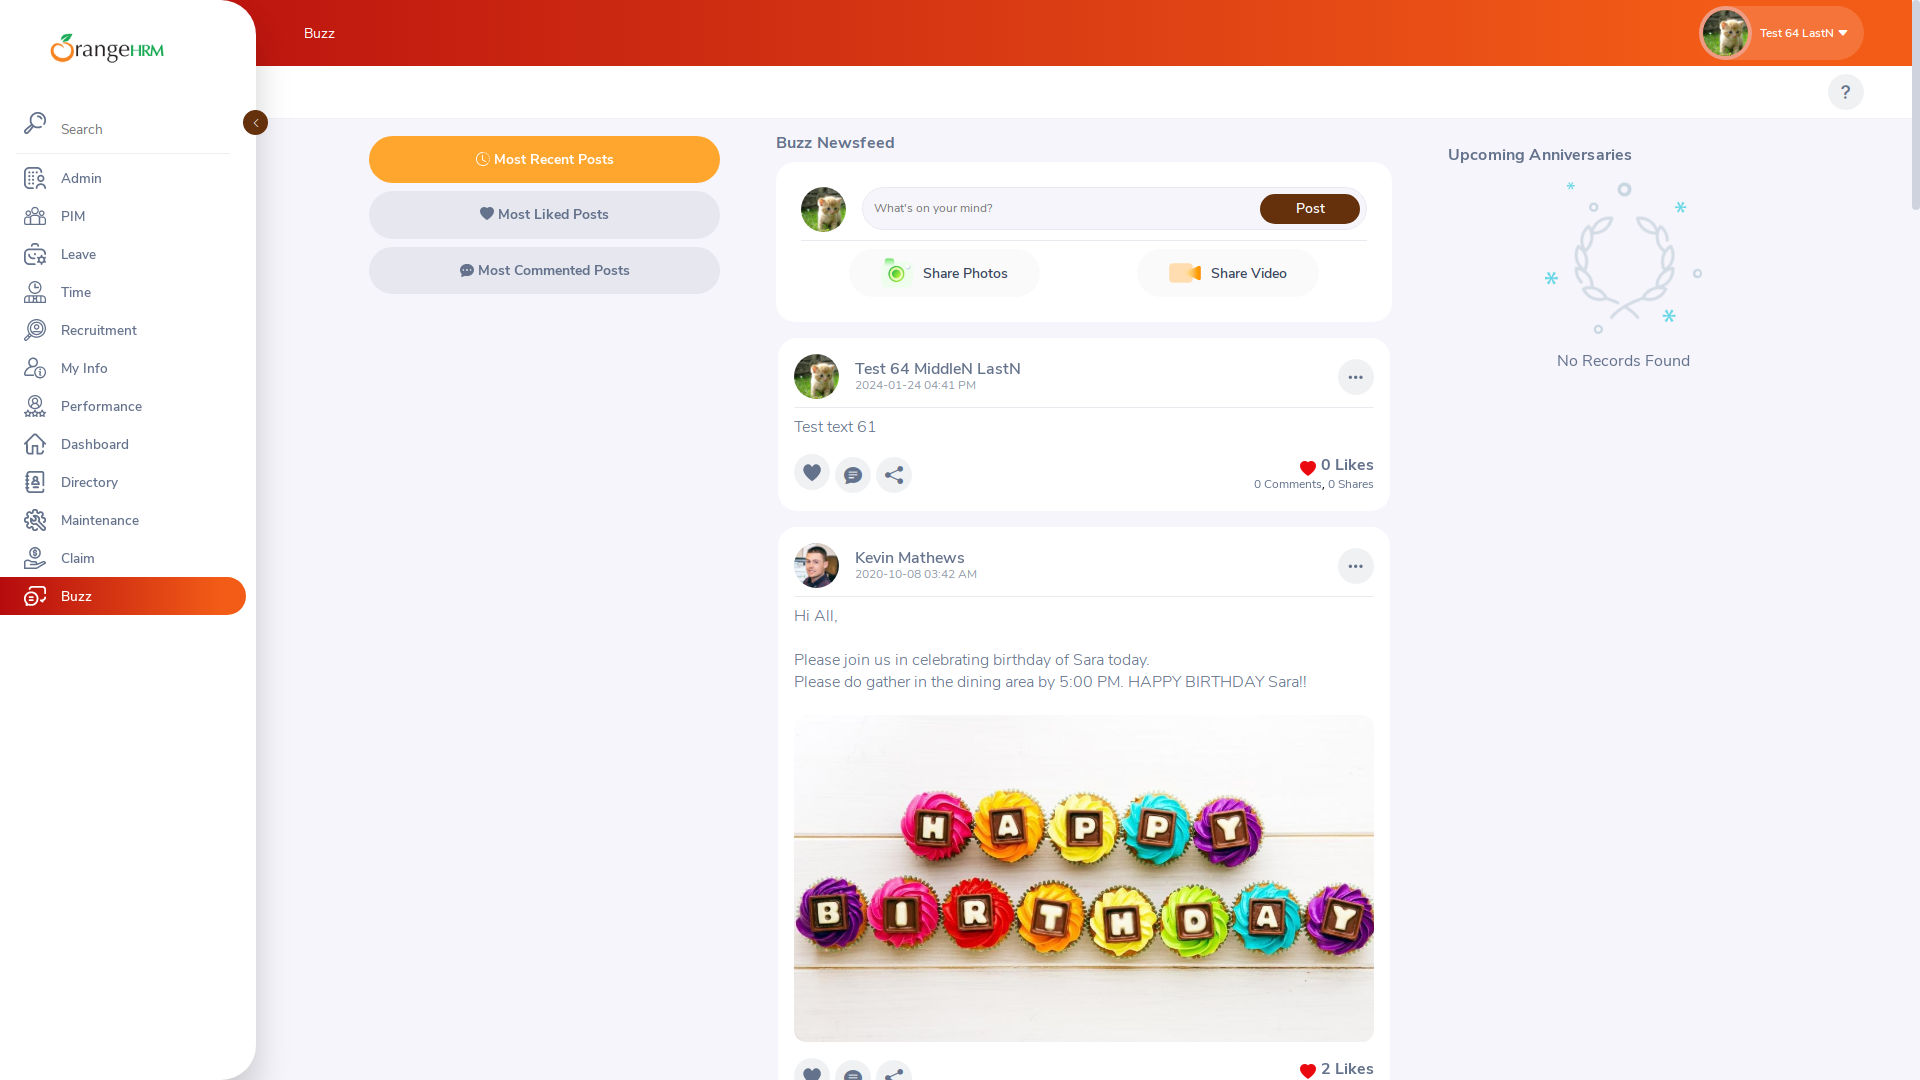 OrangeHRM
Search
Admin
PIM
Leave
Time
Recruitment
My Info
Performance
Dashboard
Directory
Maintenance
Claim
Buzz
Buzz
Test 64 LastN
?
Most Recent Posts
Most Liked Posts
Most Commented Posts
Buzz Newsfeed
What's on your mind?
Post
Share Photos
Share Video
Test 64 MiddleN LastN
2024-01-24 04:41 PM
Test text 61
0 Likes
0 Comments, 0 Shares
Kevin Mathews
2020-10-08 03:42 AM
Hi All,
Please join us in celebrating birthday of Sara today.
Please do gather in the dining area by 5:00 PM. HAPPY BIRTHDAY Sara!!
HAPPY
BIRTHDAY
2 Likes
Upcoming Anniversaries
No Records Found